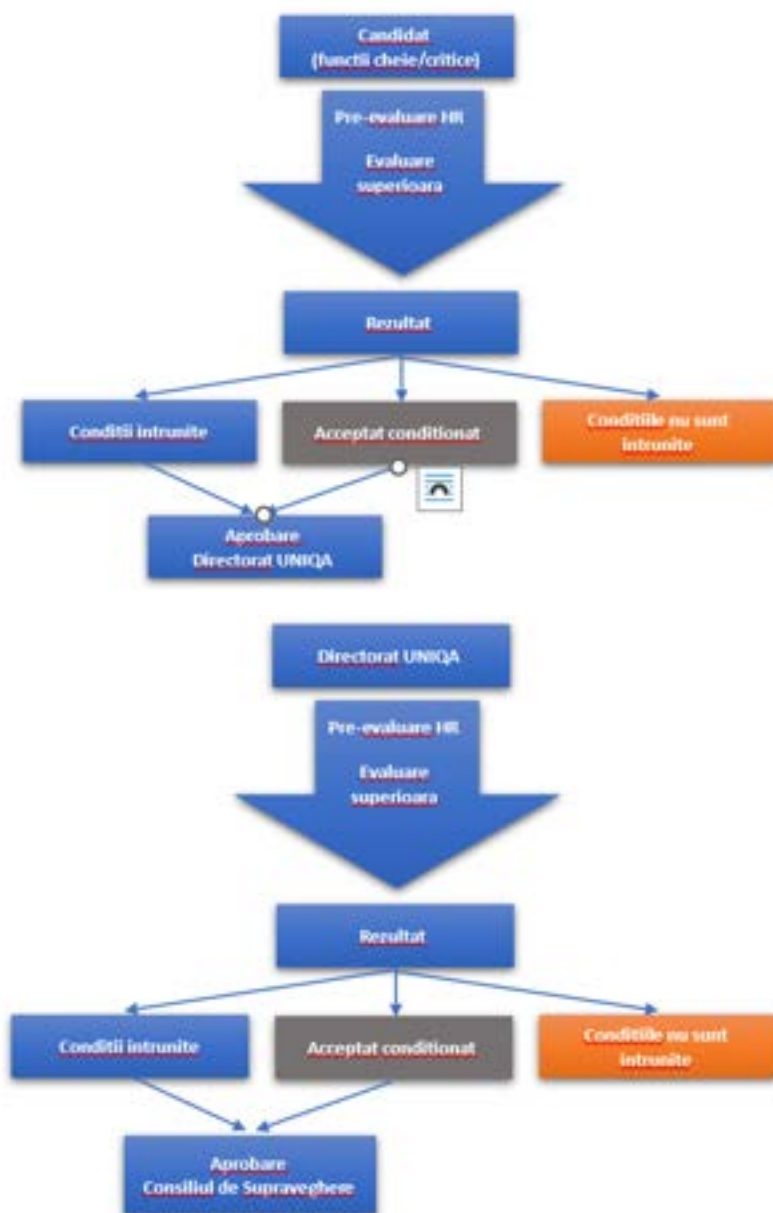 Candidat
(functii cheie/critice)
Pre-evaluare HR
Evaluare
superioara
Rezultat
Conditii intrunite
Acceptat conditionat
Conditiile nu sunt
intrunite
Aprobare
Directorat UNIQA
Directorat UNIQA
Pre-evaluare HR
Evaluare
superioara
Rezultat
Conditii intrunite
Acceptat conditionat
Conditiile nu sunt
intrunite
Aprobare
Consiliul de Supraveghere